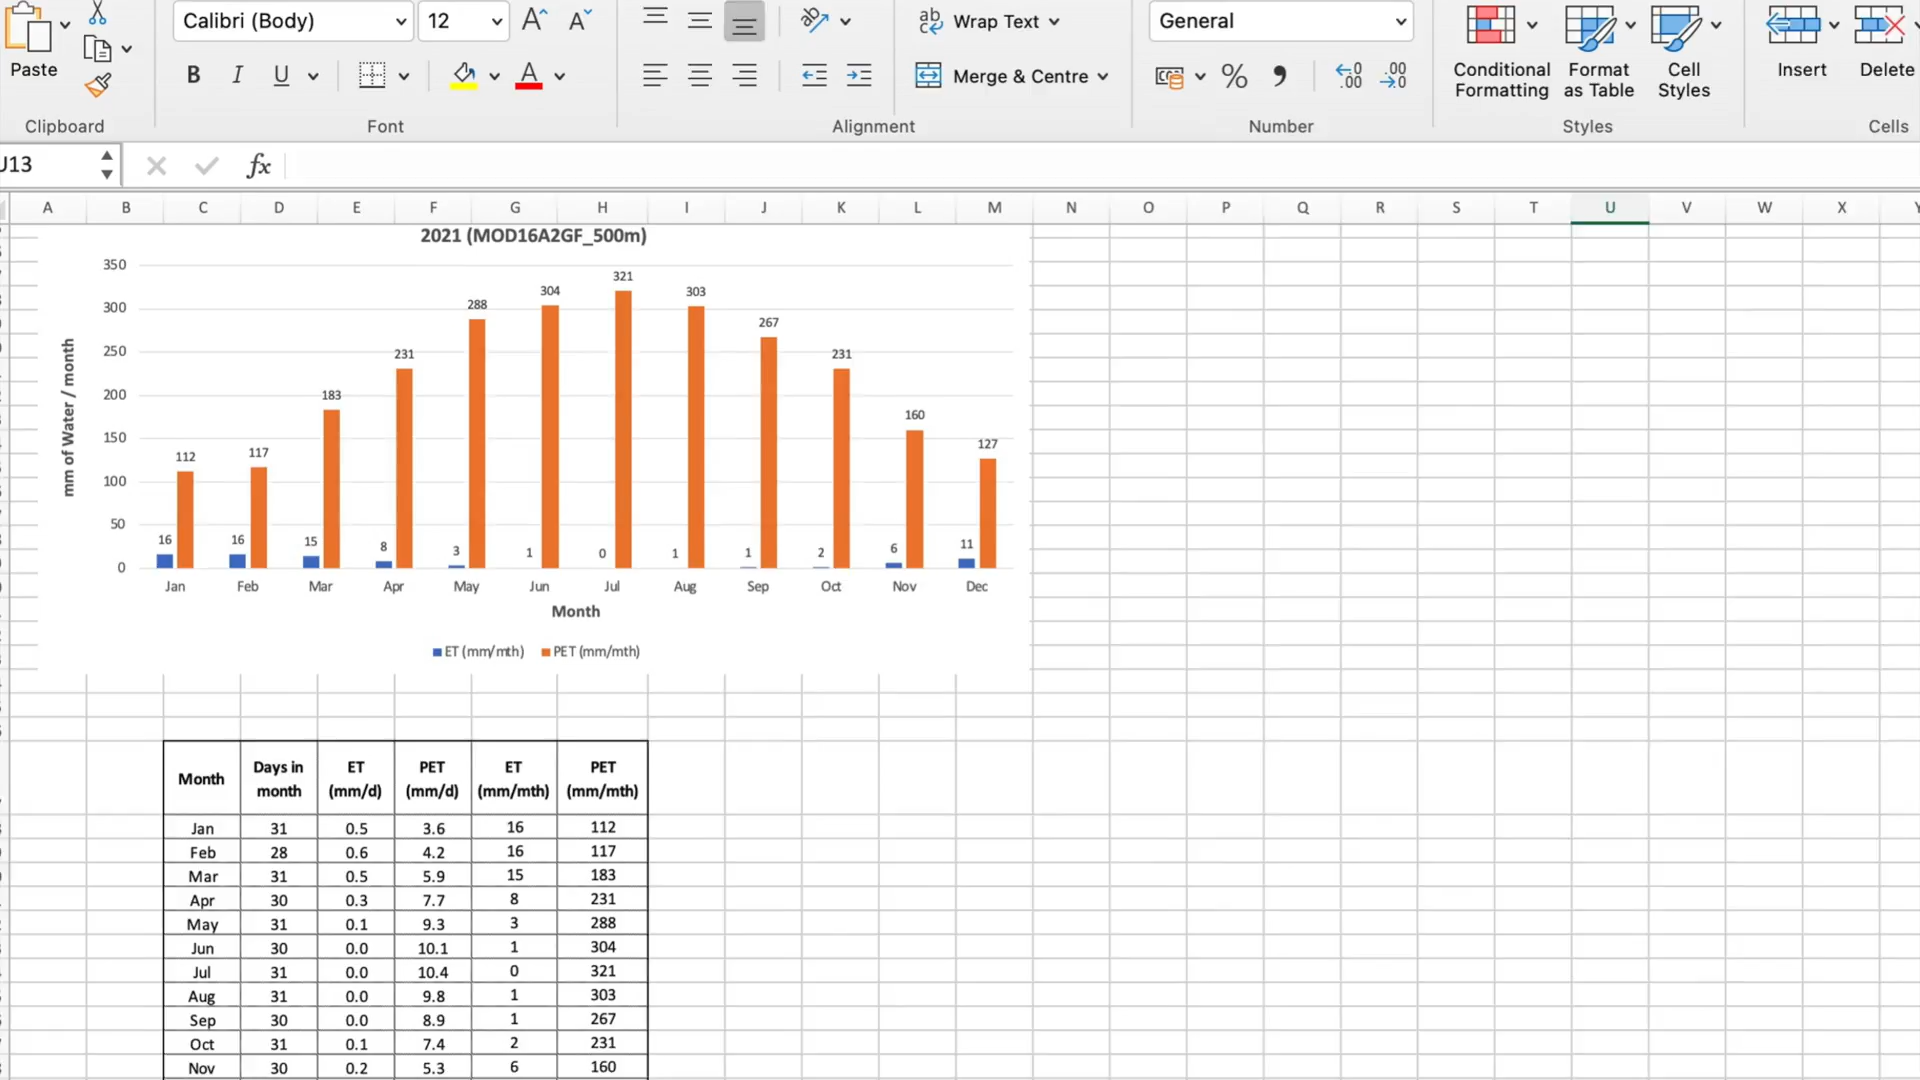 Calibri (Body) 12 A A ab Wrap Text General
Paste B I U A Merge & Centre % Conditional Formatting Format as Table Cell Styles Insert Delete
Clipboard Font Alignment Number Styles Cells
J13 fx
A B C D E F G H I J K L M N O P Q R S T U V W X
2021 (MOD16A2GF_500m)
mm of Water / month
350
300
250
200
150
100
50
0
112 117 183 231 288 304 321 303 267 231 160 127
16 16 15 8 3 1 0 1 1 2 6 11
Jan Feb Mar Apr May Jun Jul Aug Sep Oct Nov Dec
Month
ET (mm/mth) PET (mm/mth)
Month Days in month ET (mm/d) PET (mm/d) ET (mm/mth) PET (mm/mth)
Jan 31 0.5 3.6 16 112
Feb 28 0.6 4.2 16 117
Mar 31 0.5 5.9 15 183
Apr 30 0.3 7.7 8 231
May 31 0.1 9.3 3 288
Jun 30 0.0 10.1 1 304
Jul 31 0.0 10.4 0 321
Aug 31 0.0 9.8 1 303
Sep 30 0.0 8.9 1 267
Oct 31 0.1 7.4 2 231
Nov 30 0.2 5.3 6 160